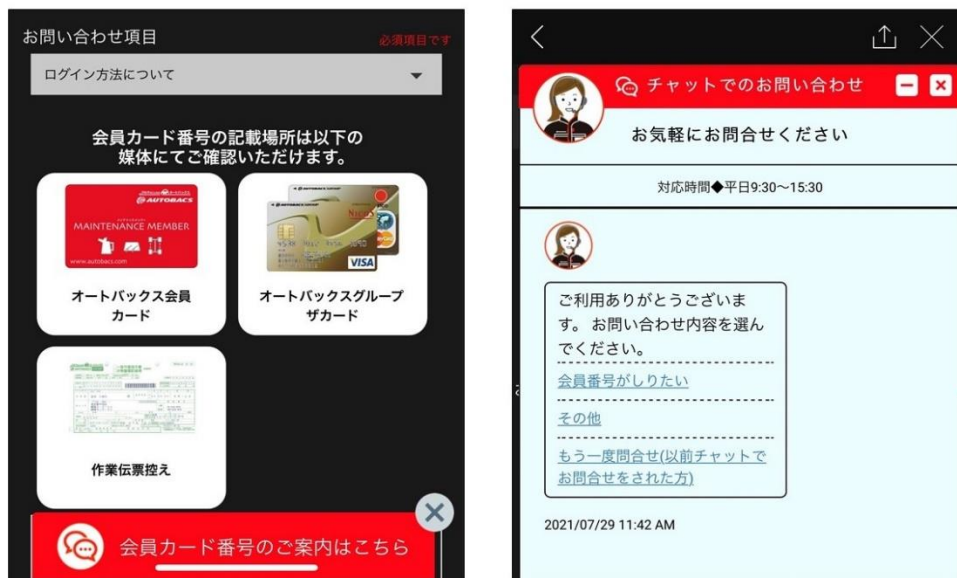 お問い合わせ項目
必須項目です
ログイン方法について
会員カード番号の記載場所は以下の
媒体にてご確認いただけます。
AUTOBACS
MAINTENANCE MEMBER
www.autobacs.com
オートバックス会員
カード
VISA
オートバックスグループ
ザカード
作業伝票控え
会員カード番号のご案内はこちら
チャットでのお問い合わせ
お気軽にお問合せください
対応時間◆平日9:30〜15:30
ご利用ありがとうございま
す。 お問い合わせ内容を選ん
でください。
会員番号がしりたい
その他
もう一度問合せ(以前チャットで
お問合せをされた方)
2021/07/29 11:42 AM